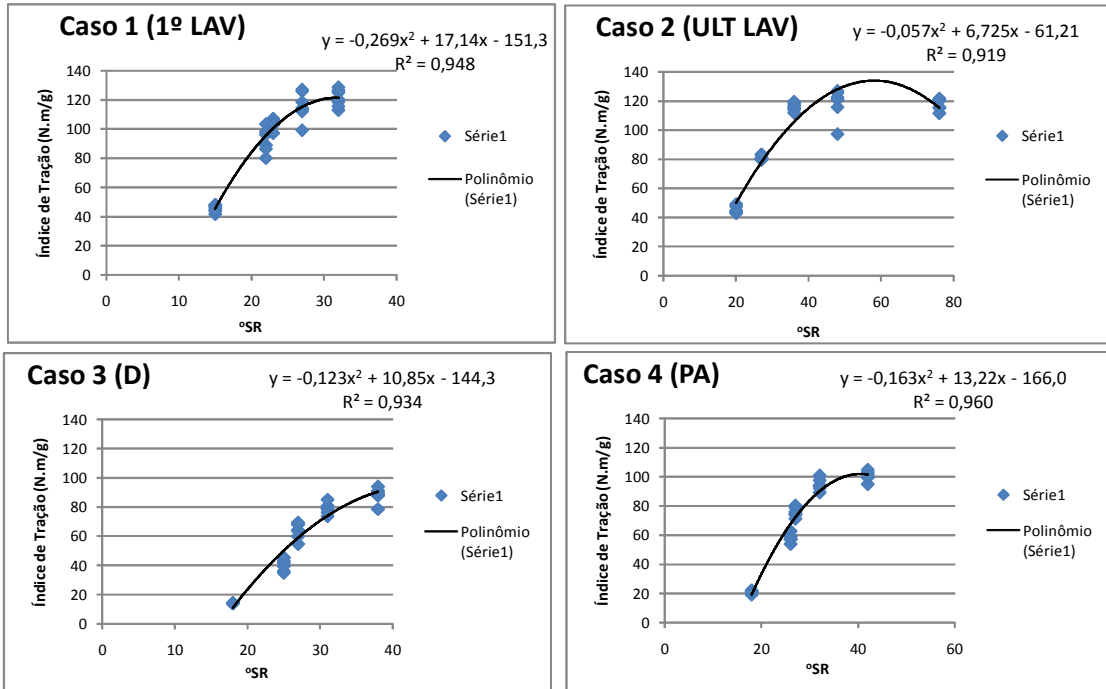 Caso 1 (1º LAV)
y = -0,269x² + 17,14x - 151,3
R² = 0,948
Índice de Tração (N.m/g)
140
120
100
80
60
40
20
0
0 10 20 30 40
ºSR
Série1
Polinômio
(Série1)
Caso 2 (ULT LAV)
y = -0,057x² + 6,725x - 61,21
R² = 0,919
Índice de Tração (N.m/g)
140
120
100
80
60
40
20
0
0 20 40 60 80
ºSR
Série1
Polinômio
(Série1)
Caso 3 (D)
y = -0,123x² + 10,85x - 144,3
R² = 0,934
Índice de Tração (N.m/g)
140
120
100
80
60
40
20
0
0 10 20 30 40
ºSR
Série1
Polinômio
(Série1)
Caso 4 (PA)
y = -0,163x² + 13,22x - 166,0
R² = 0,960
Índice de Tração (N.m/g)
140
120
100
80
60
40
20
0
0 20 40 60
ºSR
Série1
Polinômio
(Série1)